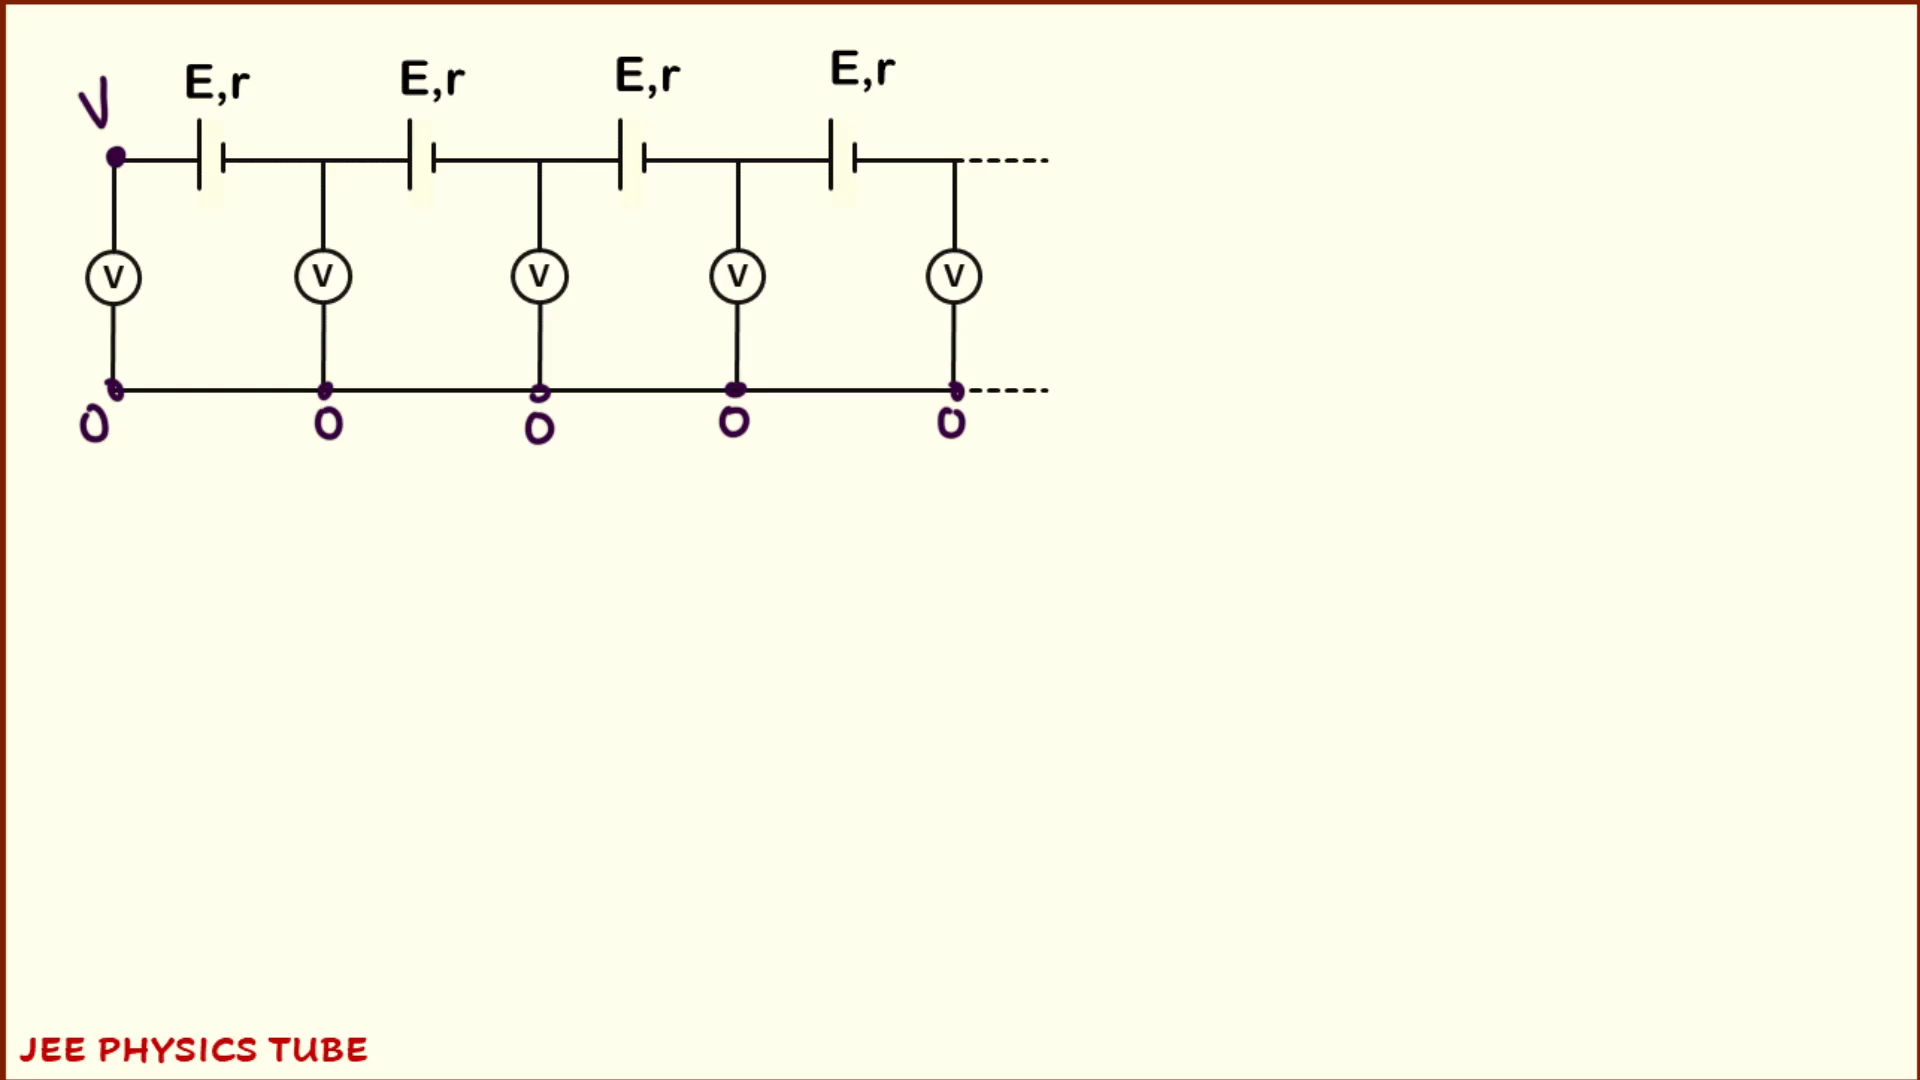 V E,r E,r E,r E,r
V V V V V
0 0 0 0 0
JEE PHYSICS TUBE